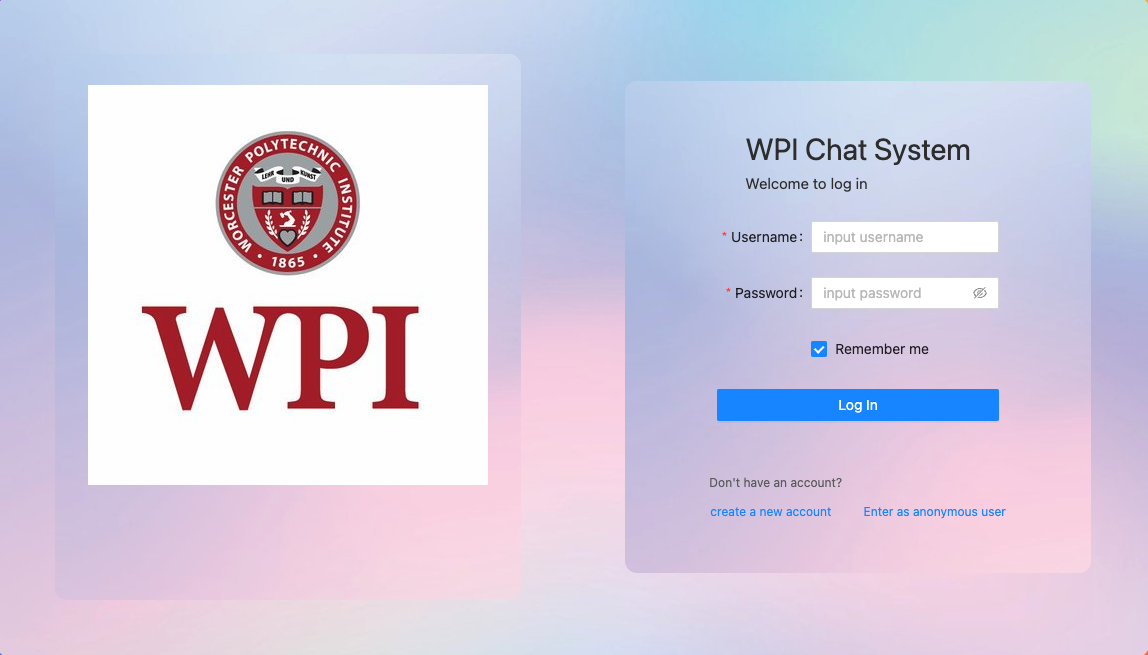 WORCESTER POLYTECHNIC INSTITUTE
LEHR UND KUNST
· 1865 ·
WPI
WPI Chat System
Welcome to log in
* Username :
input username
* Password :
input password
Remember me
Log In
Don't have an account?
create a new account
Enter as anonymous user